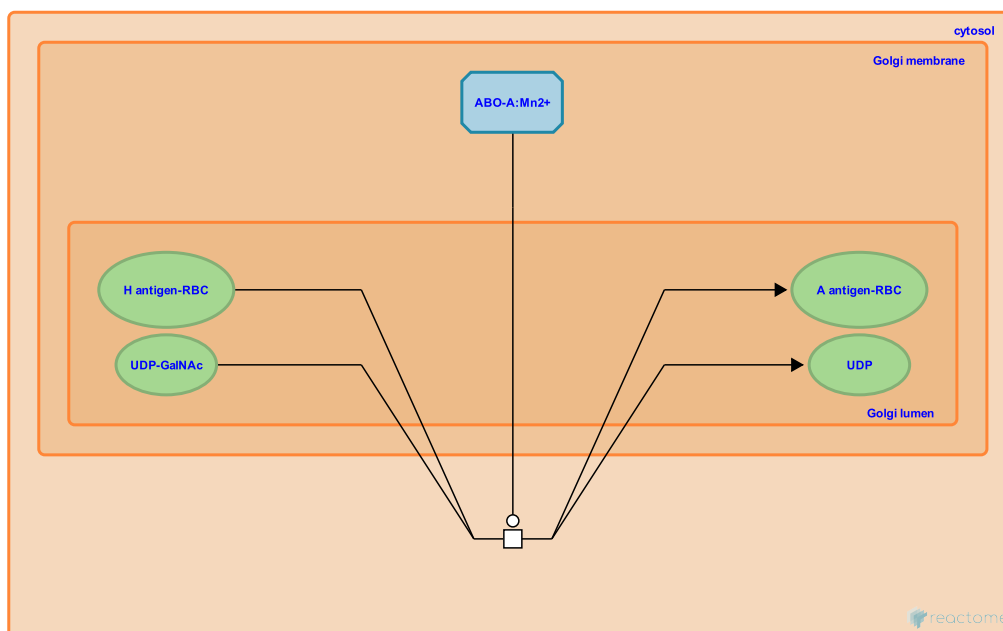 cytosol
Golgi membrane
ABO-A:Mn2+
H antigen-RBC
A antigen-RBC
UDP-GalNAc
UDP
Golgi lumen
reactome